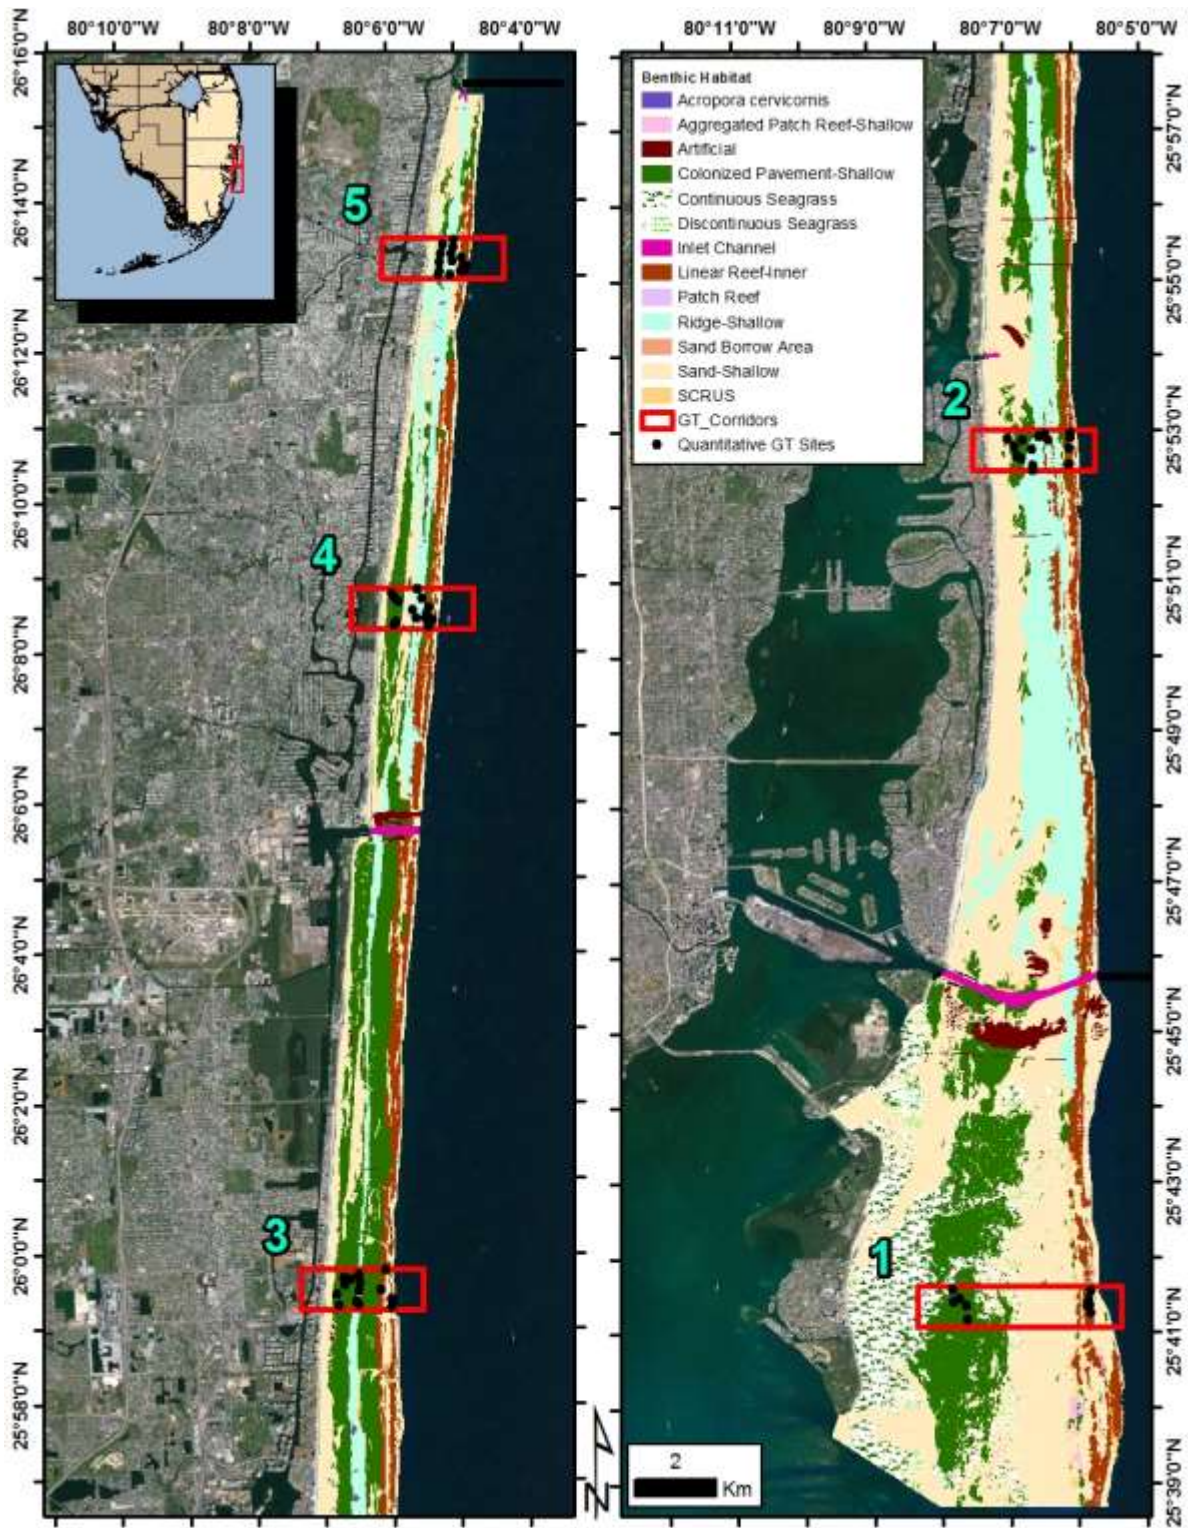 80°10'0"W 80°8'0"W 80°6'0"W 80°4'0"W
80°11'0"W 80°9'0"W 80°7'0"W 80°5'0"W
26°16'0"N
26°14'0"N
26°12'0"N
26°10'0"N
26°8'0"N
26°6'0"N
26°4'0"N
26°2'0"N
26°0'0"N
25°58'0"N
5
4
3
Benthic Habitat
Acropora cervicornis
Aggregated Patch Reef-Shallow
Artificial
Colonized Pavement-Shallow
Continuous Seagrass
Discontinuous Seagrass
Inlet Channel
Linear Reef-Inner
Patch Reef
Ridge-Shallow
Sand Borrow Area
Sand-Shallow
SCRUS
GT_Corridors
Quantitative GT Sites
2
1
25°57'0"N
25°55'0"N
25°53'0"N
25°51'0"N
25°49'0"N
25°47'0"N
25°45'0"N
25°43'0"N
25°41'0"N
25°39'0"N
N
2
Km